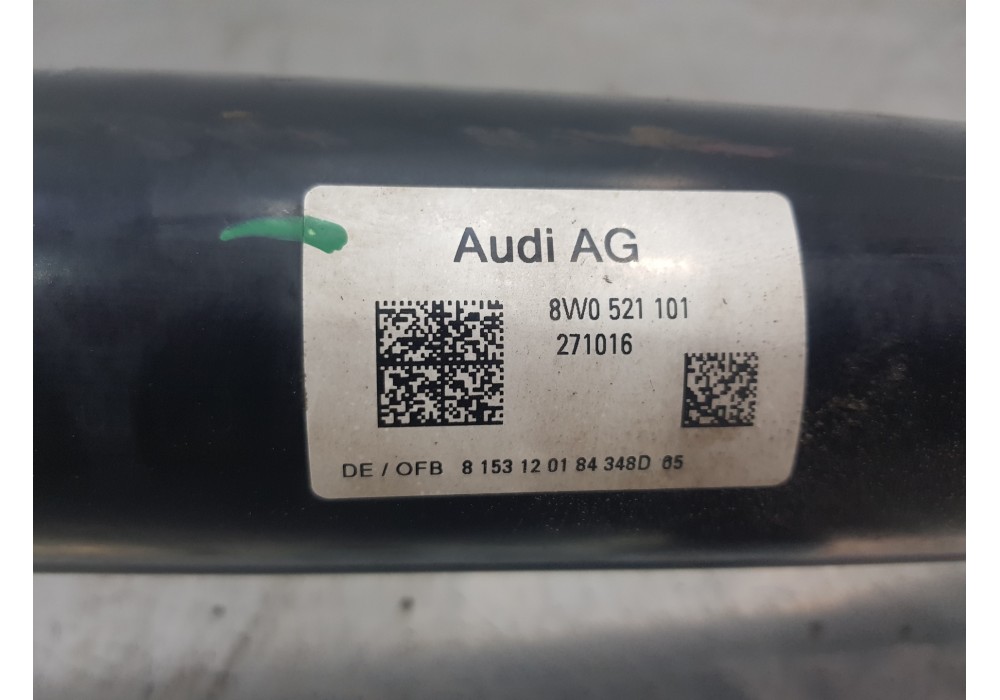 Audi AG
8W0 521 101
271016
DE / OFB 8 153 12 01 84 348D 65